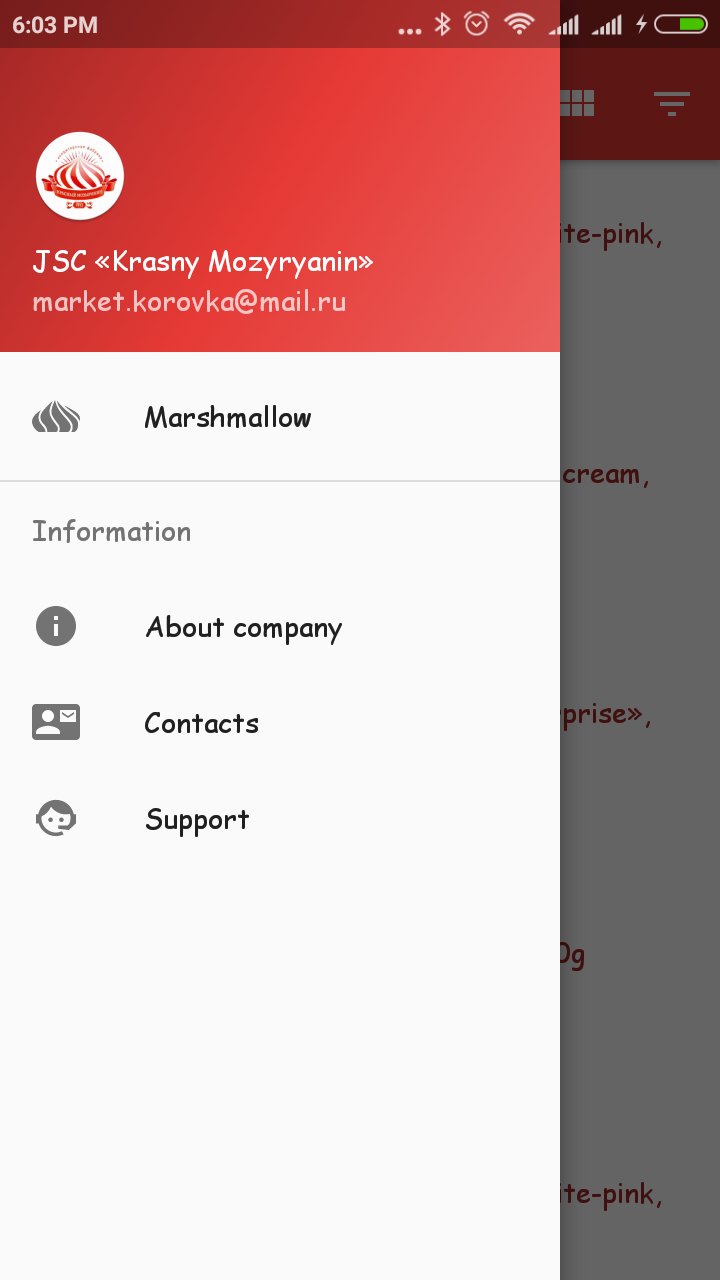 6:03 PM
ite-pink,
JSC «Krasny Mozyryanin»
market.korovka@mail.ru
Marshmallow
cream,
Information
About company
prise»,
Contacts
Support
0g
ite-pink,